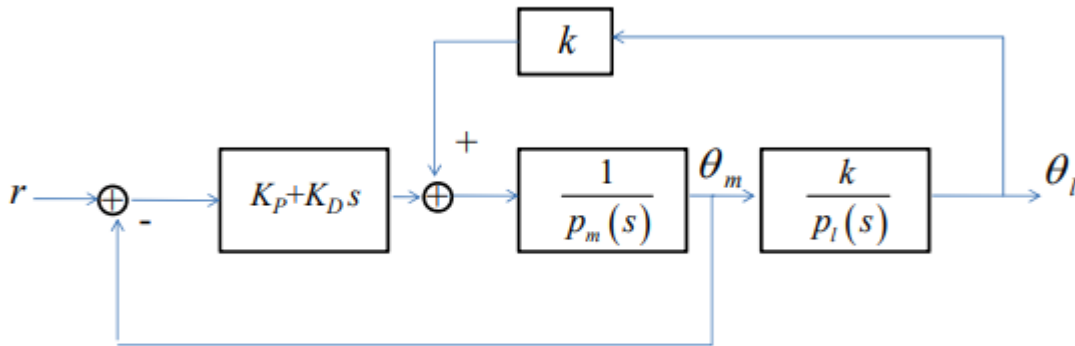 k
+
r
-
K_P+K_D s
1
p_m(s)
θ_m
k
p_l(s)
θ_l